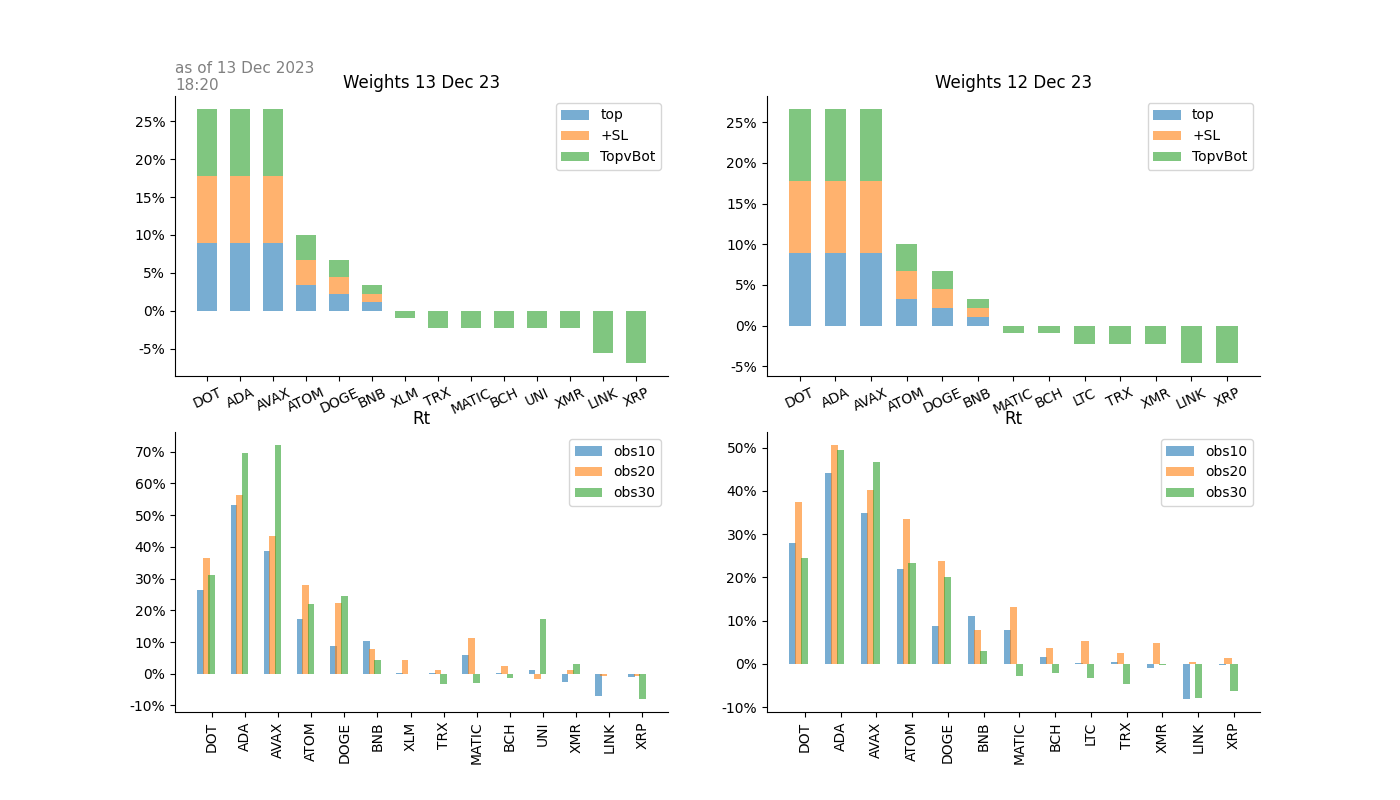 as of 13 Dec 2023
18:20
Weights 13 Dec 23
25%
20%
15%
10%
5%
0%
-5%
top
+SL
TopvBot
DOT ADA AVAX ATOM DOGE BNB XLM TRX MATIC BCH UNI XMR LINK XRP
Weights 12 Dec 23
25%
20%
15%
10%
5%
0%
-5%
top
+SL
TopvBot
DOT ADA AVAX ATOM DOGE BNB MATIC BCH LTC TRX XMR LINK XRP
Rt
70%
60%
50%
40%
30%
20%
10%
0%
-10%
obs10
obs20
obs30
DOT ADA AVAX ATOM DOGE BNB XLM TRX MATIC BCH UNI XMR LINK XRP
Rt
50%
40%
30%
20%
10%
0%
-10%
obs10
obs20
obs30
DOT ADA AVAX ATOM DOGE BNB MATIC BCH LTC TRX XMR LINK XRP